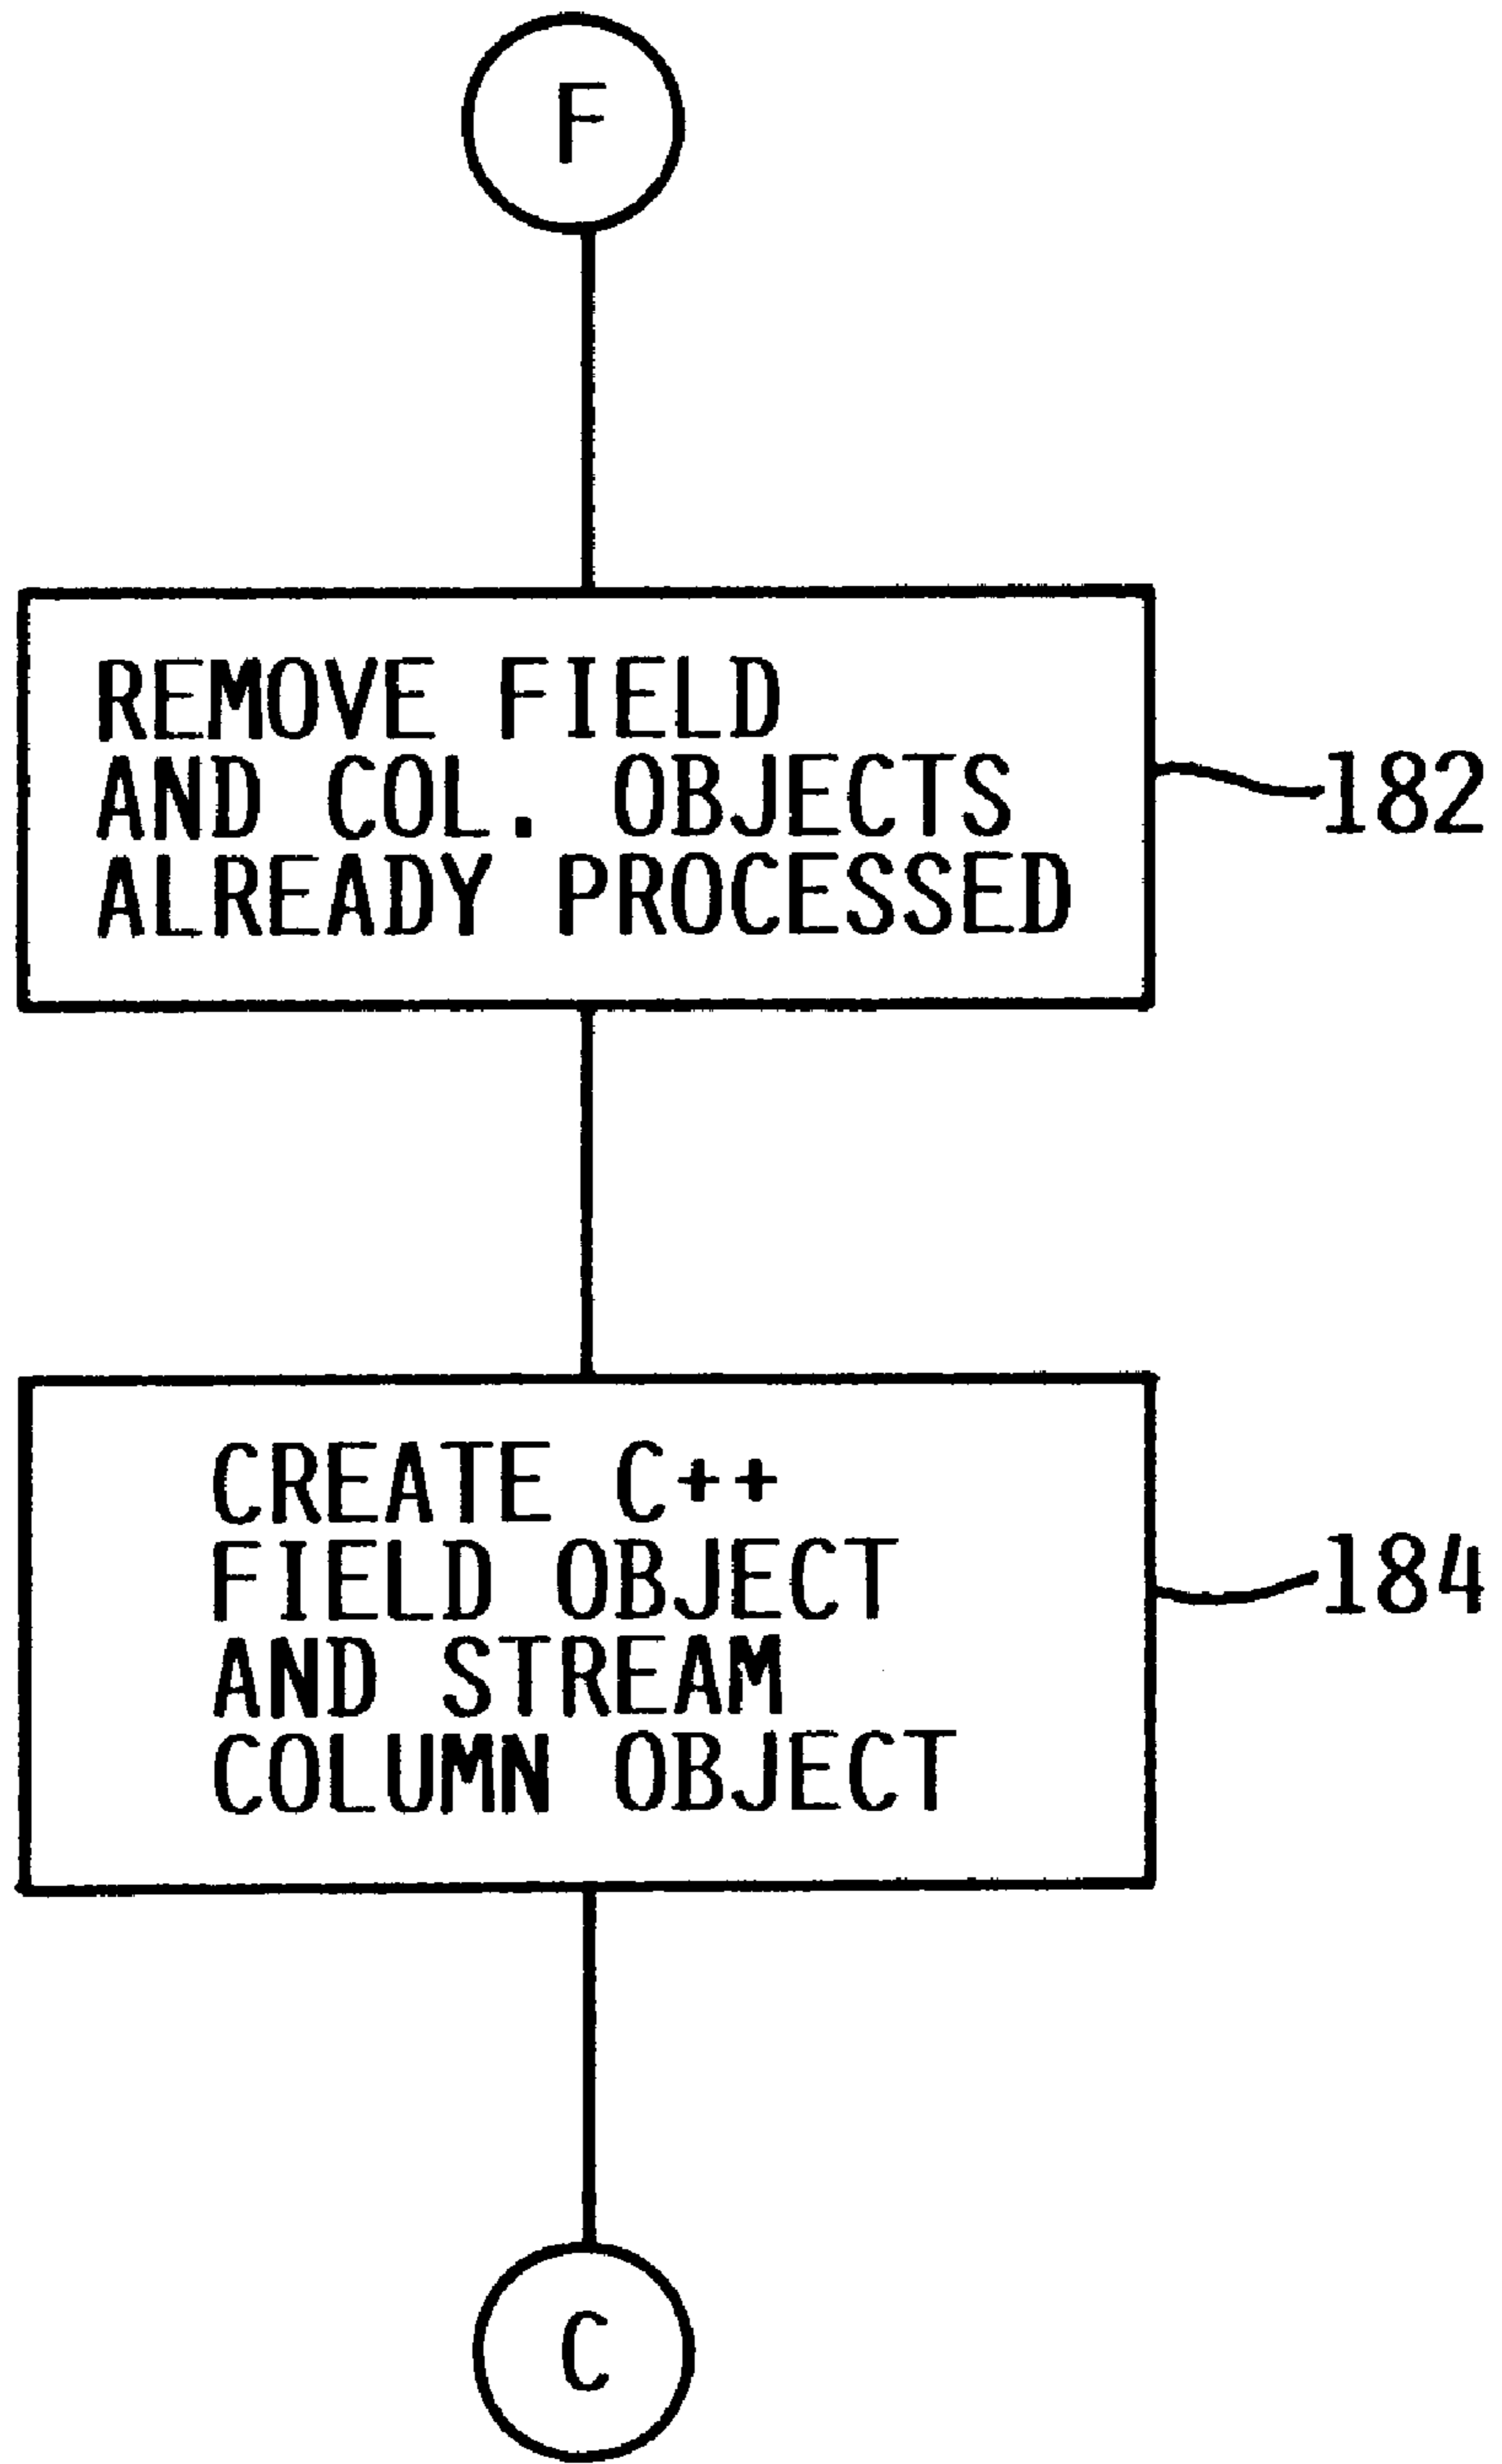 F
REMOVE FIELD
AND COL. OBJECTS
ALREADY PROCESSED
182
CREATE C++
FIELD OBJECT
AND STREAM
COLUMN OBJECT
184
C